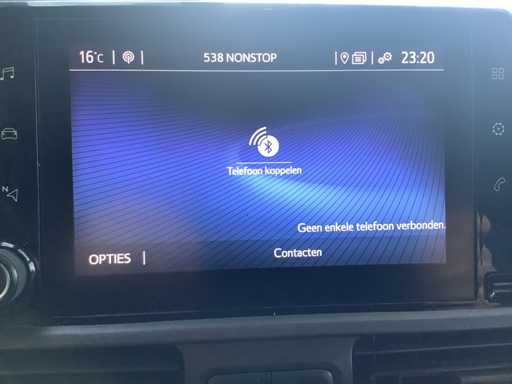 16°C
538 NONSTOP
23:20
Telefoon koppelen
Geen enkele telefoon verbonden.
OPTIES
Contacten
N